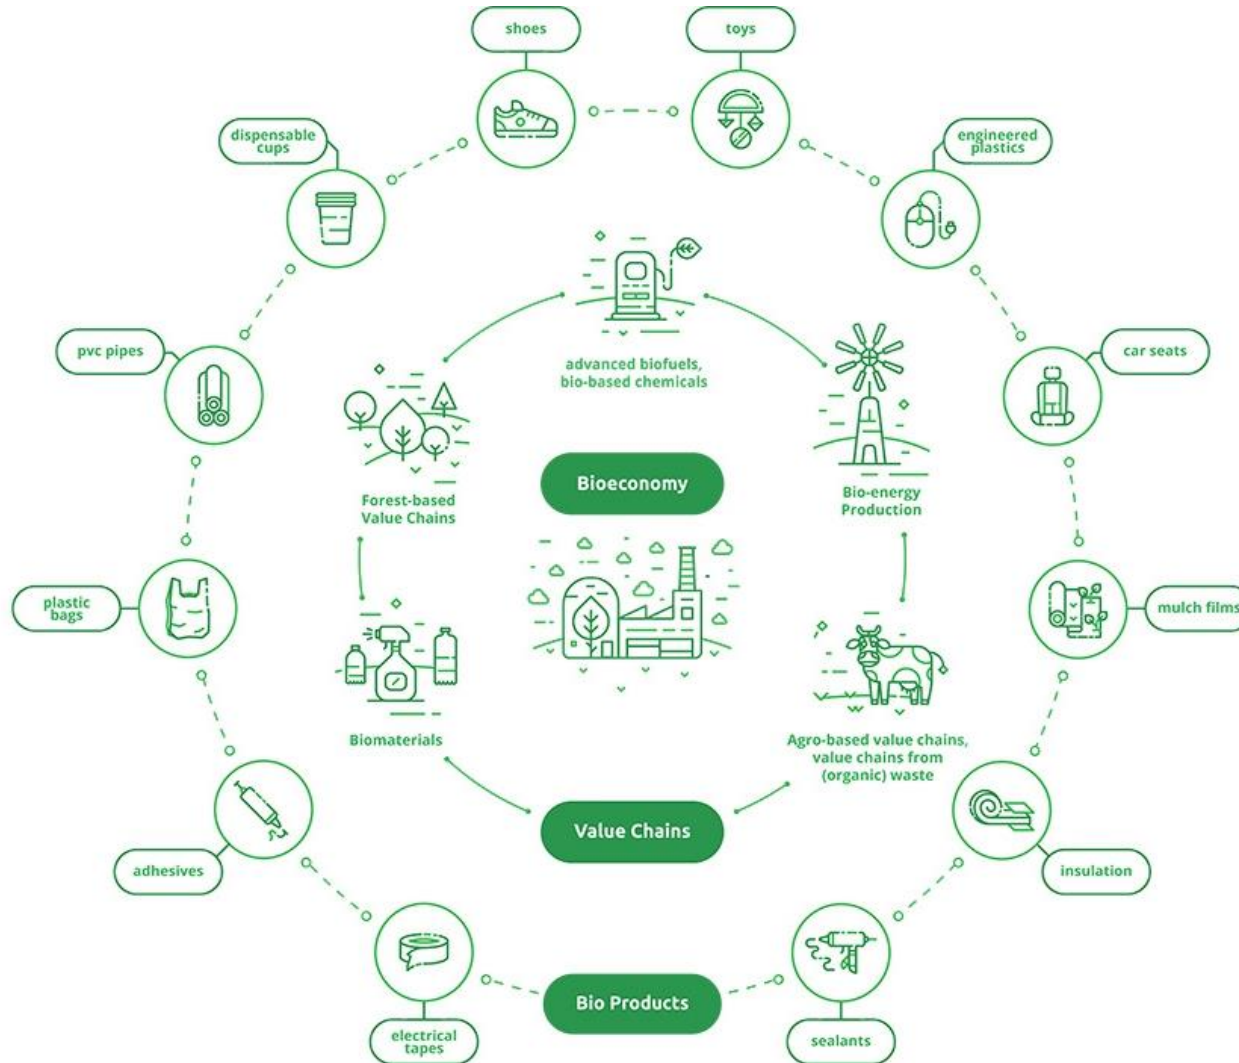 shoes
toys
dispensable
cups
engineered
plastics
pvc pipes
car seats
advanced biofuels,
bio-based chemicals
Forest-based
Value Chains
Bioeconomy
Bio-energy
Production
plastic
bags
mulch films
Biomaterials
Agro-based value chains,
value chains from
(organic) waste
Value Chains
adhesives
insulation
Bio Products
electrical
tapes
sealants